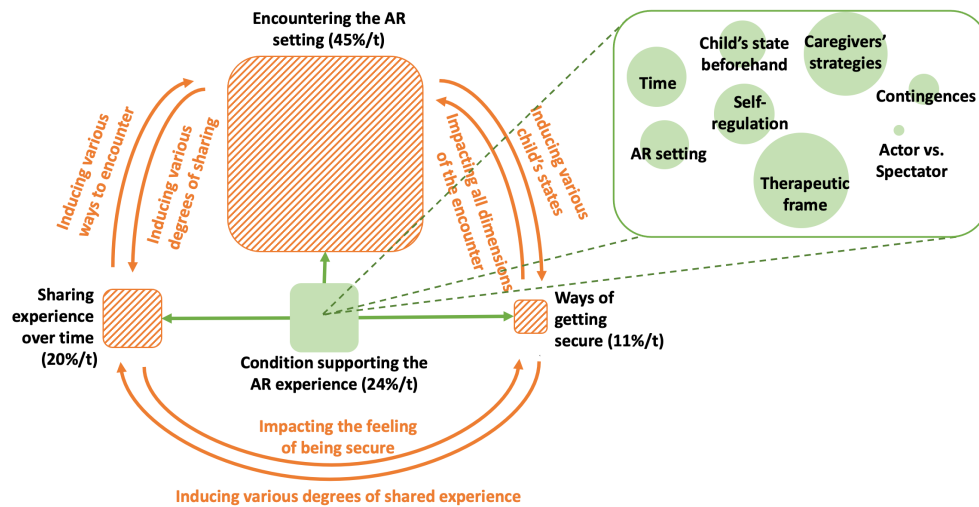 Encountering the AR
setting (45%/t)
Inducing various
ways to encounter
Inducing various
degrees of sharing
Impacting all dimensions
of the encounter
Inducing various
child's states
Sharing
experience
over time
(20%/t)
Condition supporting the
AR experience (24%/t)
Ways of
getting
secure (11%/t)
Impacting the feeling
of being secure
Inducing various degrees of shared experience
Time
Child's state
beforehand
Caregivers'
strategies
Contingences
Self-
regulation
AR setting
Actor vs.
Spectator
Therapeutic
frame